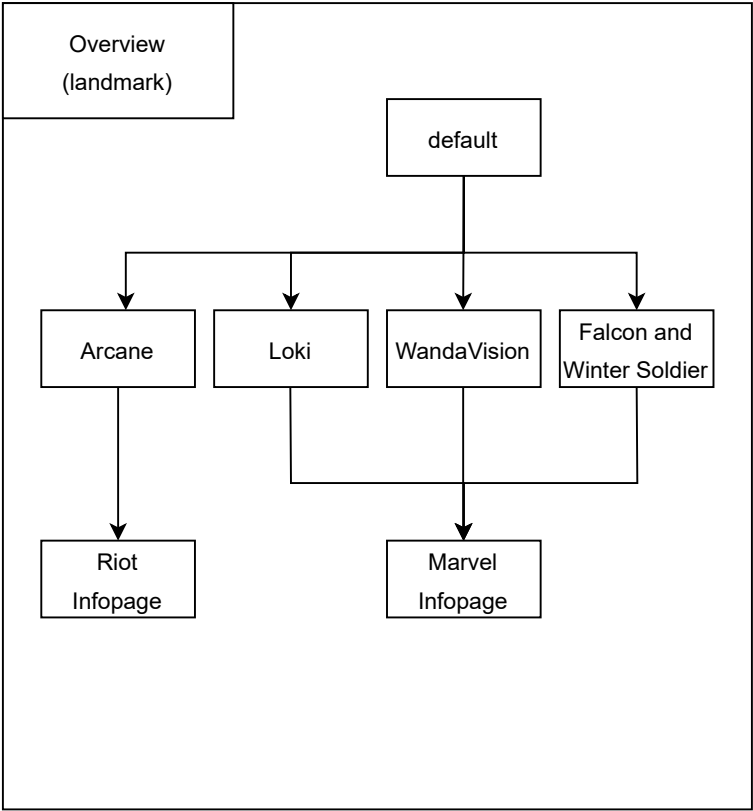 Overview
(landmark)
default
Arcane
Loki
WandaVision
Falcon and
Winter Soldier
Riot
Infopage
Marvel
Infopage